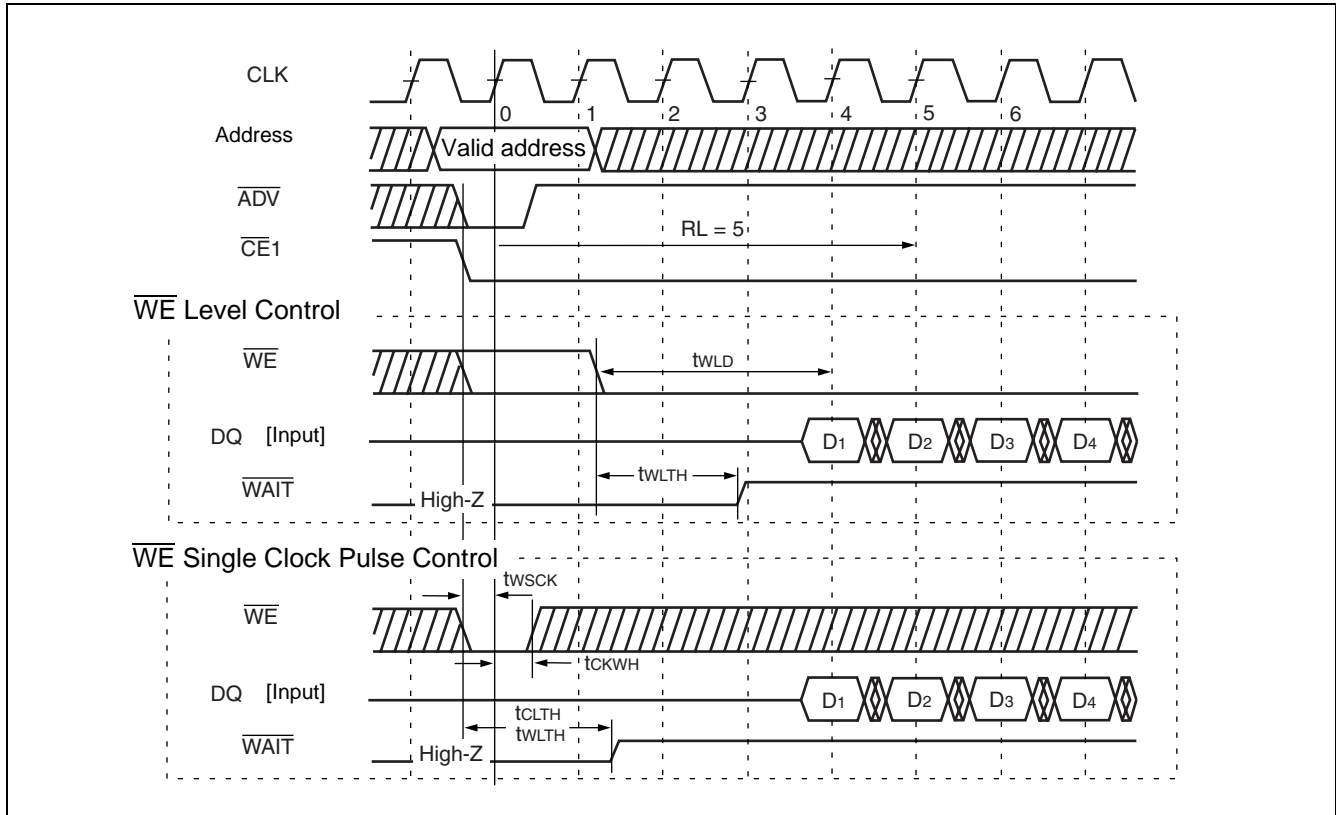 CLK
0 1 2 3 4 5 6
Address
Valid address
ADV
RL = 5
CE1
WE Level Control
WE
tWLD
DQ [Input]
D1 D2 D3 D4
tWLTH
WAIT
High-Z
WE Single Clock Pulse Control
tWSCK
WE
tCKWH
DQ [Input]
D1 D2 D3 D4
tCLTH
tWLTH
WAIT
High-Z